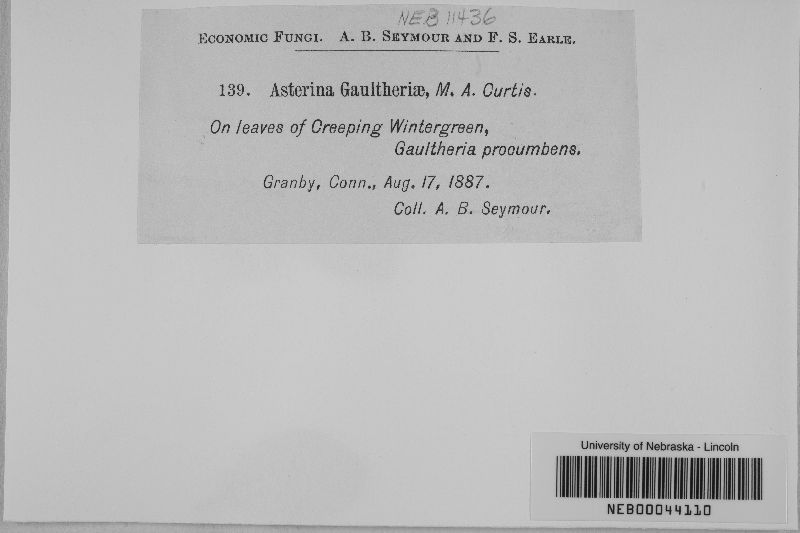 NEB 11436
Economic Fungi. A. B. Seymour and F. S. Earle.
139. Asterina Gaultheriæ, M. A. Curtis.
On leaves of Creeping Wintergreen,
Gaultheria procumbens.
Granby, Conn., Aug. 17, 1887.
Coll. A. B. Seymour.
University of Nebraska - Lincoln
NEB00044110